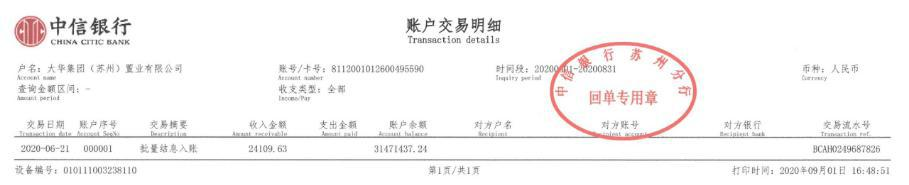 中信银行
CHINA CITIC BANK
账户交易明细
Transaction details
户名：大华集团（苏州）置业有限公司 账号/卡号：8112001012600495590 时间段：20200 01-20200831 币种：人民币
Account name Account number Inquiry period Currency
查询金额区间：- 收支类型：全部
Amount period Income/Pay
中信银行苏州分行
回单专用章
交易日期 账户序号 交易摘要 收入金额 支出金额 账户余额 对方户名 对方账号 对方银行 交易流水号
Transaction date Account SeqNo Description Amount receivable Amount paid Account balance Recipient Recipient account Recipient bank Transaction ref.
2020-06-21 000001 批量结息入账 24109.63 31471437.24 BCAH0249687826
设备编号：010111003238110 第1页/共1页 打印时间：2020年09月01日 16:48:51